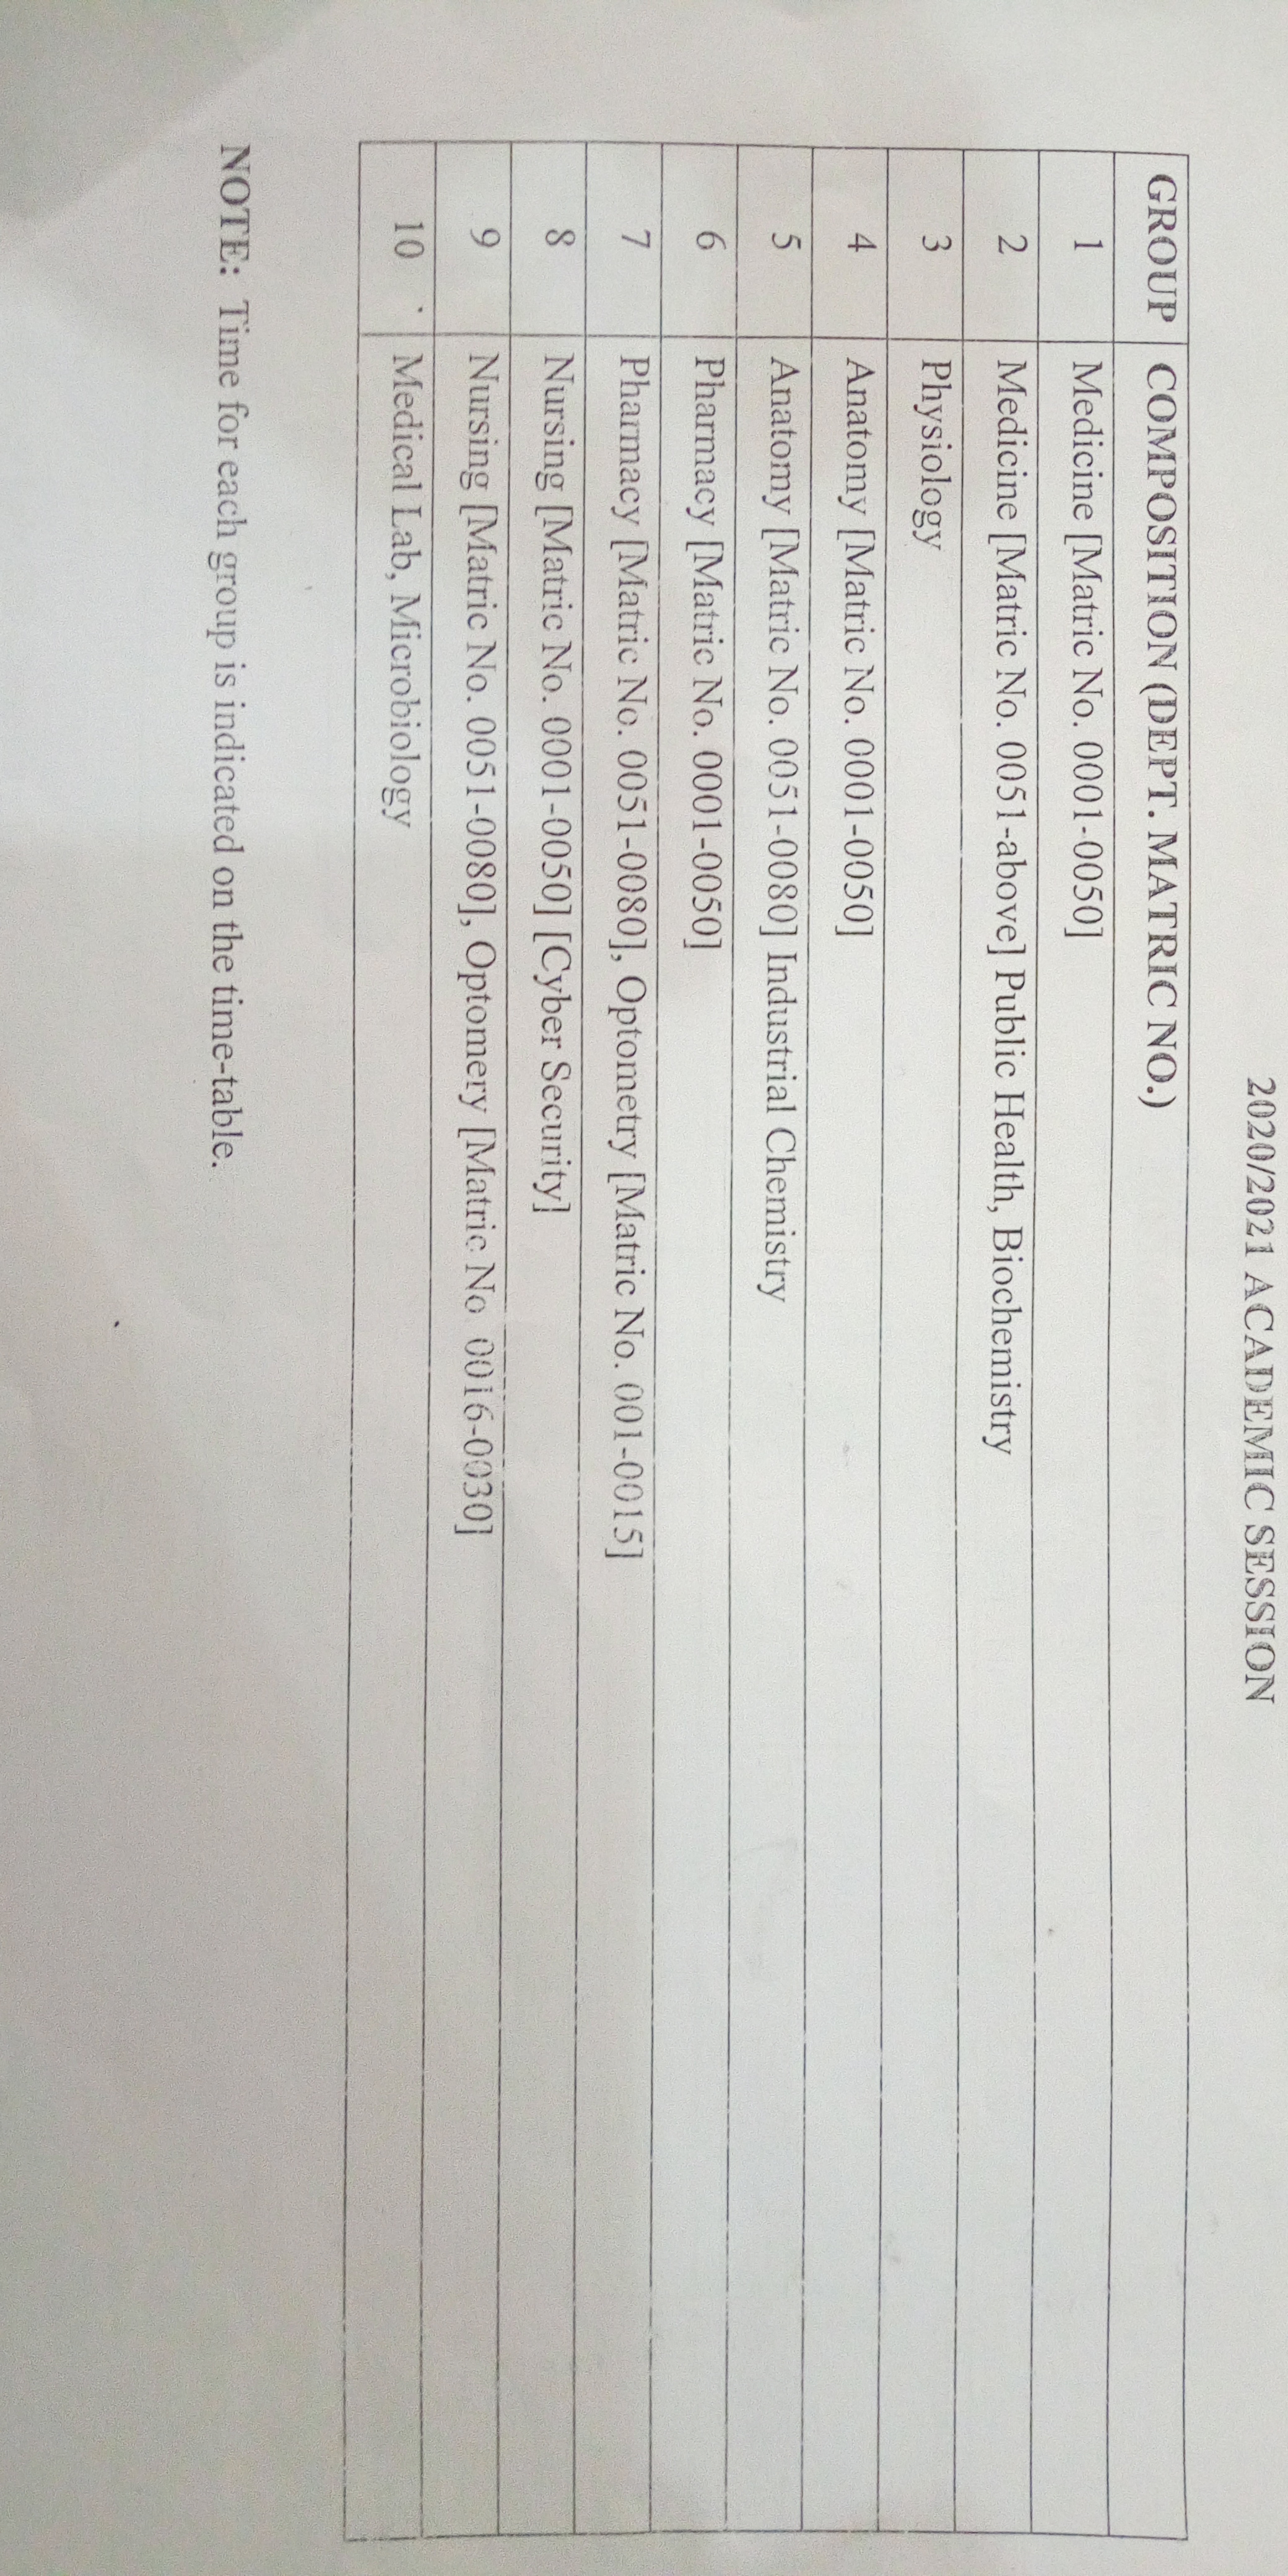 2020/2021 ACADEMIC SESSION
GROUP COMPOSITION (DEPT. MATRIC NO.)
1 Medicine [Matric No. 0001-0050]
2 Medicine [Matric No. 0051-above] Public Health, Biochemistry
3 Physiology
4 Anatomy [Matric No. 0001-0050]
5 Anatomy [Matric No. 0051-0080] Industrial Chemistry
6 Pharmacy [Matric No. 0001-0050]
7 Pharmacy [Matric No. 0051-0080], Optometry [Matric No. 001-0015]
8 Nursing [Matric No. 0001-0050] [Cyber Security]
9 Nursing [Matric No. 0051-0080], Optomery [Matric No 0016-0030]
10 Medical Lab, Microbiology
NOTE: Time for each group is indicated on the time-table.